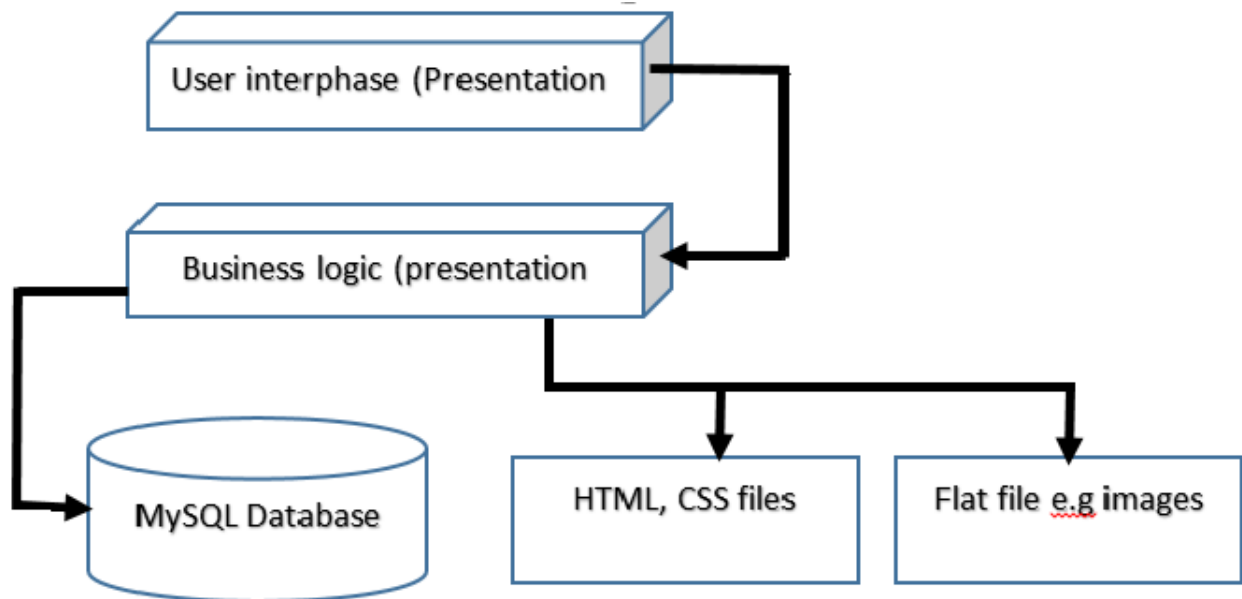 User interphase (Presentation
Business logic (presentation
MySQL Database
HTML, CSS files
Flat file e.g images